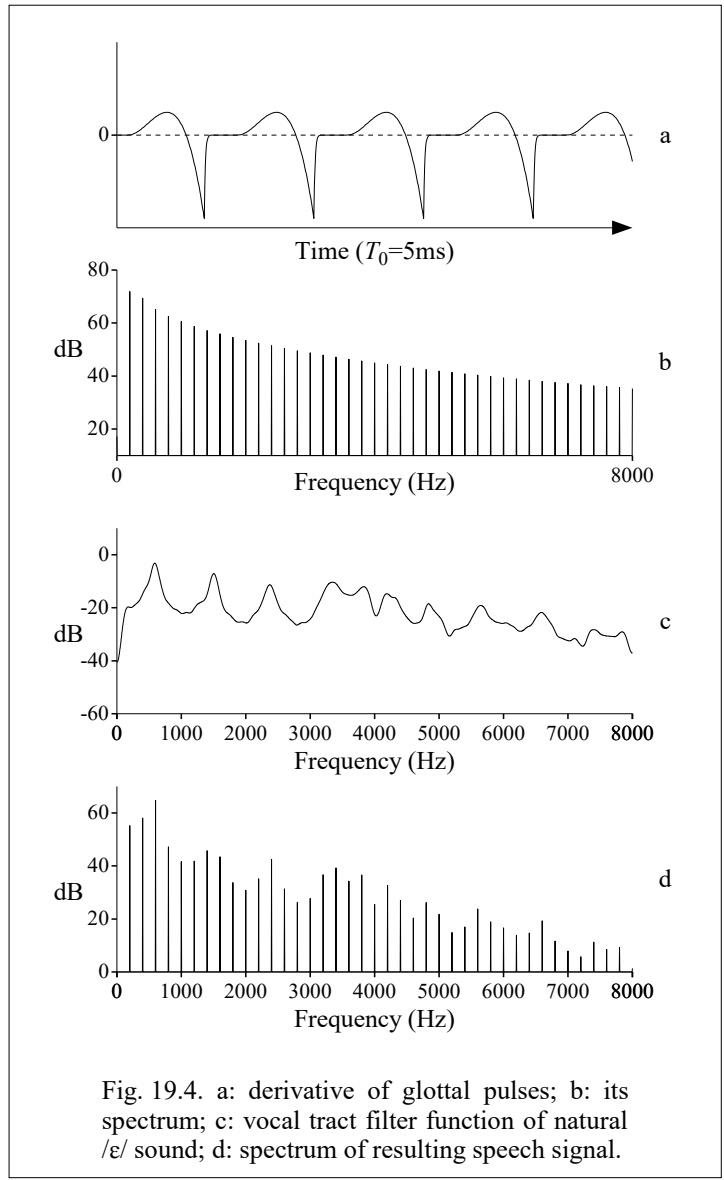 0
a
Time (T₀=5ms)
80
60
40
20
dB
b
0
8000
Frequency (Hz)
0
-20
-40
-60
dB
c
0 1000 2000 3000 4000 5000 6000 7000 8000
Frequency (Hz)
60
40
20
0
dB
d
0 1000 2000 3000 4000 5000 6000 7000 8000
Frequency (Hz)
Fig. 19.4. a: derivative of glottal pulses; b: its
spectrum; c: vocal tract filter function of natural
/ε/ sound; d: spectrum of resulting speech signal.